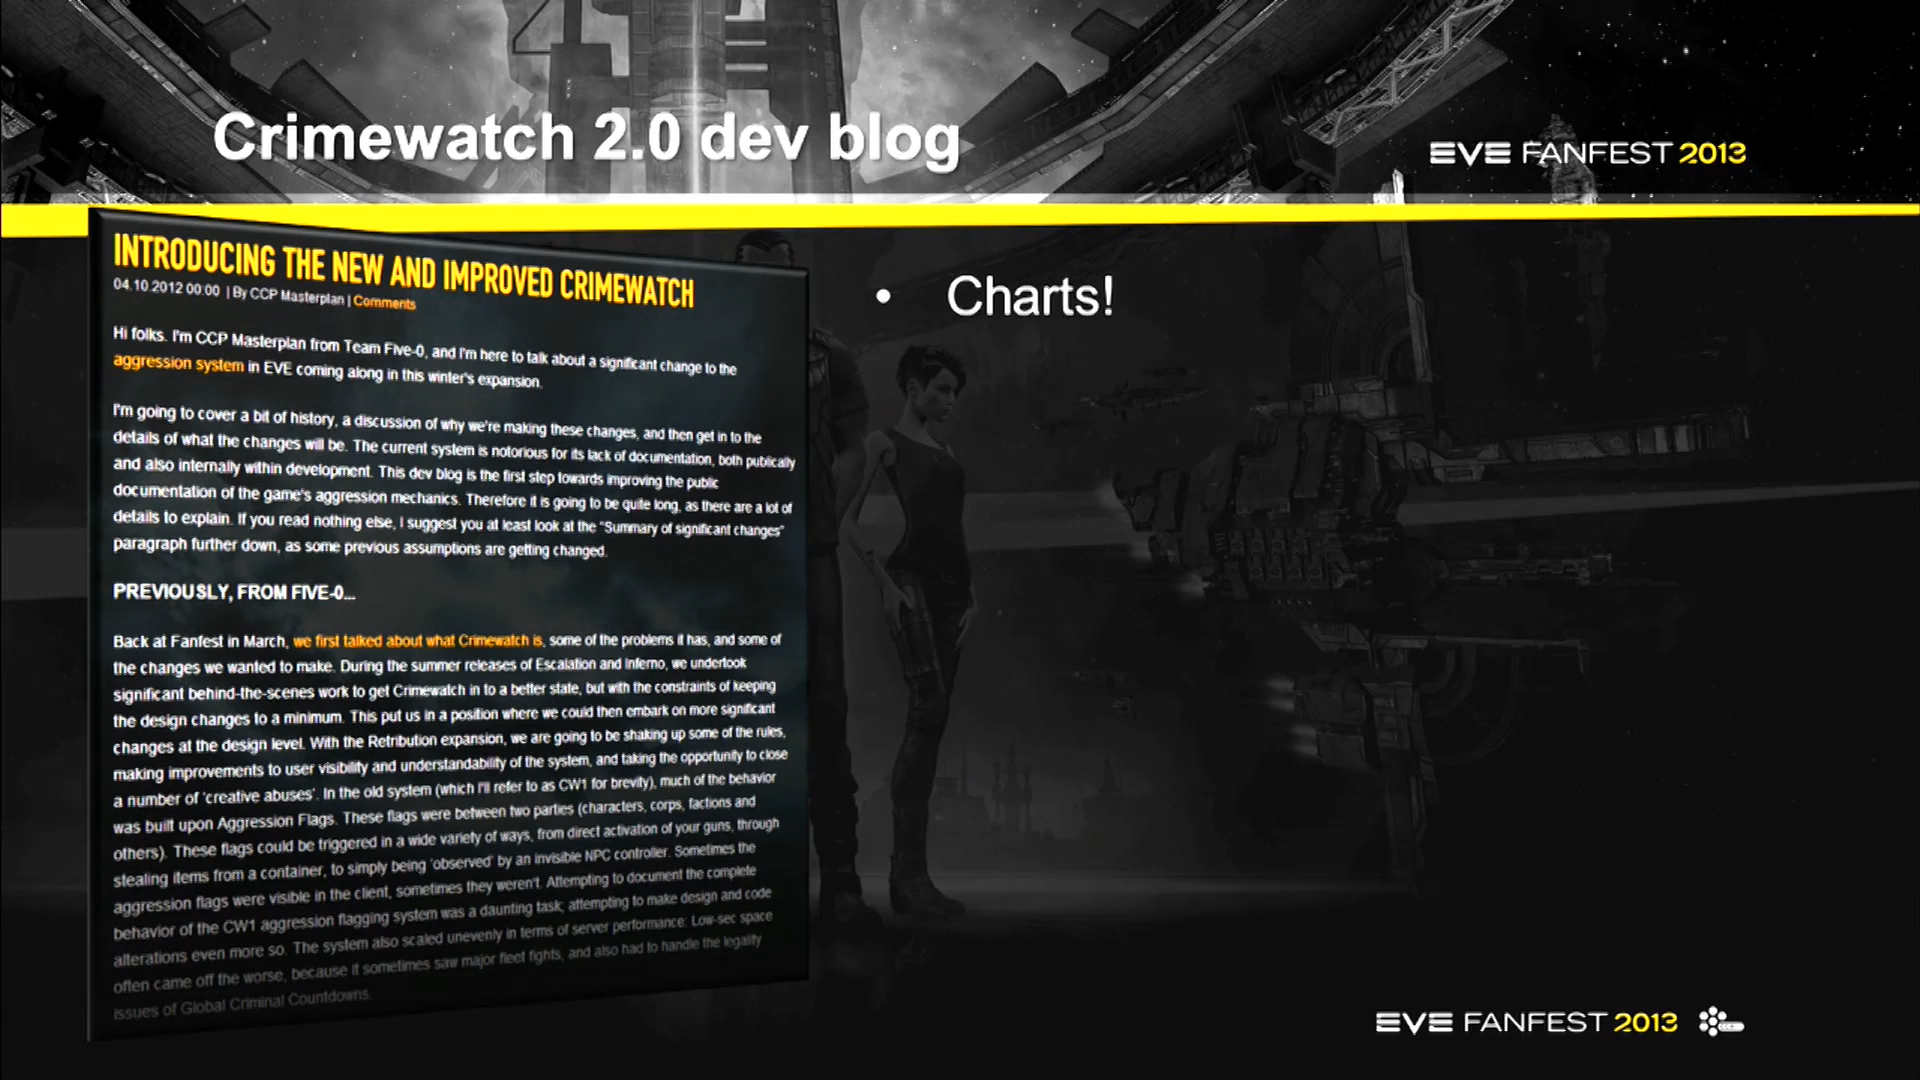 Crimewatch 2.0 dev blog
EVE FANFEST 2013
INTRODUCING THE NEW AND IMPROVED CRIMEWATCH
04.10.2012 00:00 | By CCP Masterplan | Comments
Hi folks. I'm CCP Masterplan from Team Five-0, and I'm here to talk about a significant change to the
aggression system in EVE coming along in this winter's expansion.
I'm going to cover a bit of history, a discussion of why we're making these changes, and then get in to the
details of what the changes will be. The current system is notorious for its lack of documentation, both publically
and also internally within development. This dev blog is the first step towards improving the public
documentation of the game's aggression mechanics. Therefore it is going to be quite long, as there are a lot of
details to explain. If you read nothing else, I suggest you at least look at the "Summary of significant changes"
paragraph further down, as some previous assumptions are getting changed.
PREVIOUSLY, FROM FIVE-0...
Back at Fanfest in March, we first talked about what Crimewatch is, some of the problems it has, and some of
the changes we wanted to make. During the summer releases of Escalation and Inferno, we undertook
significant behind-the-scenes work to get Crimewatch in to a better state, but with the constraints of keeping
the design changes to a minimum. This put us in a position where we could then embark on more significant
changes at the design level. With the Retribution expansion, we are going to be shaking up some of the rules,
making improvements to user visibility and understandability of the system, and taking the opportunity to close
a number of 'creative abuses'. In the old system (which I'll refer to as CW1 for brevity), much of the behavior
was built upon Aggression Flags. These flags were between two parties (characters, corps, factions and
others). These flags could be triggered in a wide variety of ways, from direct activation of your guns, through
stealing items from a container, to simply being 'observed' by an invisible NPC controller. Sometimes the
aggression flags were visible in the client, sometimes they weren't. Attempting to document the complete
behavior of the CW1 aggression flagging system was a daunting task; attempting to make design and code
alterations even more so. The system also scaled unevenly in terms of server performance: Low-sec space
often came off the worse, because it sometimes saw major fleet fights, and also had to handle the legality
issues of Global Criminal Countdowns.
• Charts!
EVE FANFEST 2013